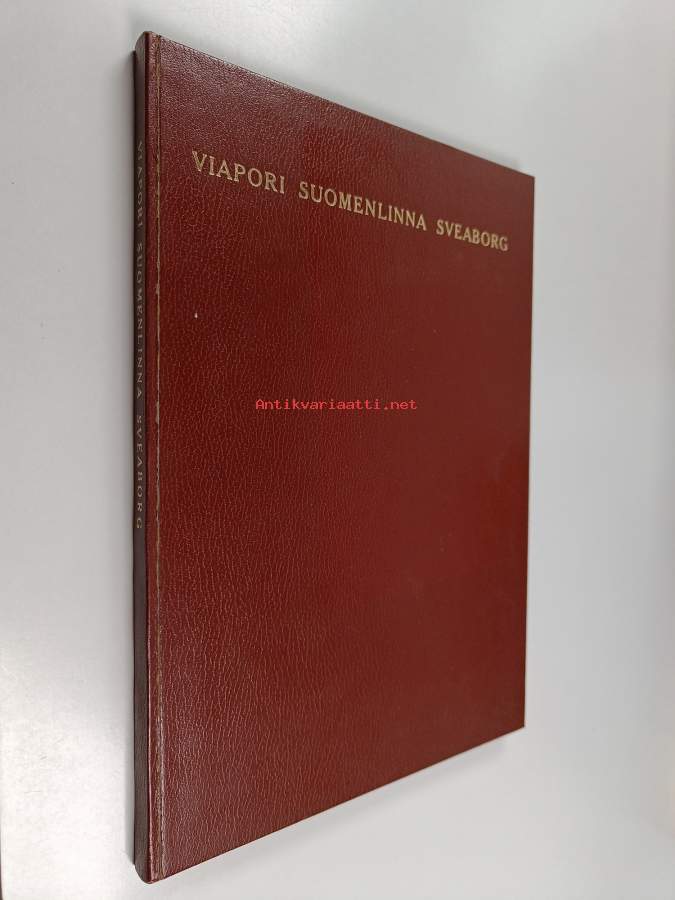 VIAPORI SUOMENLINNA SVEABORG
VIAPORI SUOMENLINNA SVEABORG
Antikvariaatti.net